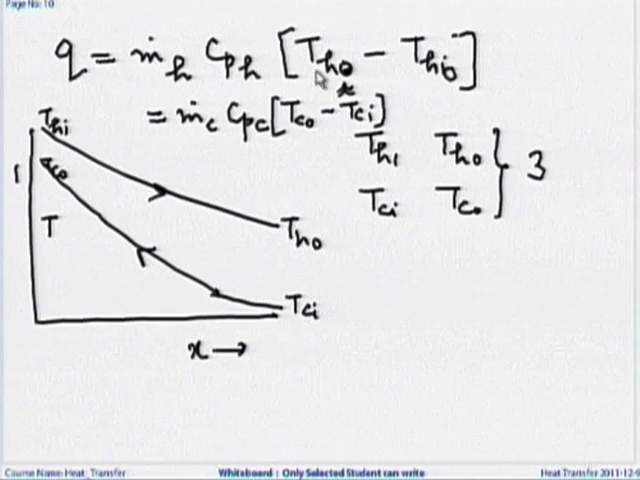 Page No: 10
q = ṁh Cph [Tho - Thi]
= ṁc Cpc [Tco - Tci]
Thi Tho } 3
Tci Tco
Thi
Tco
T
Tho
Tci
x →
Course Name: Heat_Transfer Whiteboard : Only Selected Student can write Heat Transfer 2011-12-